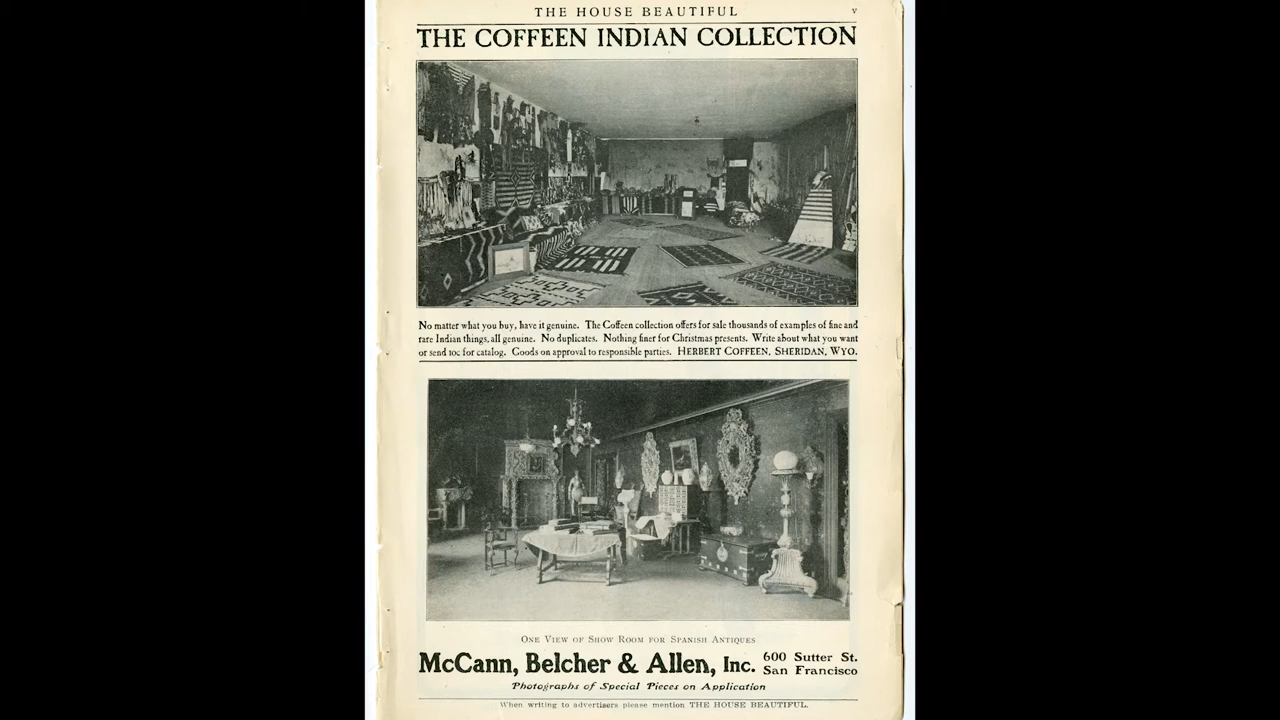 THE HOUSE BEAUTIFUL
v
THE COFFEEN INDIAN COLLECTION
No matter what you buy, have it genuine. The Coffeen collection offers for sale thousands of examples of fine and
rare Indian things, all genuine. No duplicates. Nothing finer for Christmas presents. Write about what you want
or send 10c for catalog. Goods on approval to responsible parties. HERBERT COFFEEN, SHERIDAN, WYO.
ONE VIEW OF SHOW ROOM FOR SPANISH ANTIQUES
McCann, Belcher & Allen, Inc. 600 Sutter St.
San Francisco
Photographs of Special Pieces on Application
When writing to advertisers please mention THE HOUSE BEAUTIFUL.